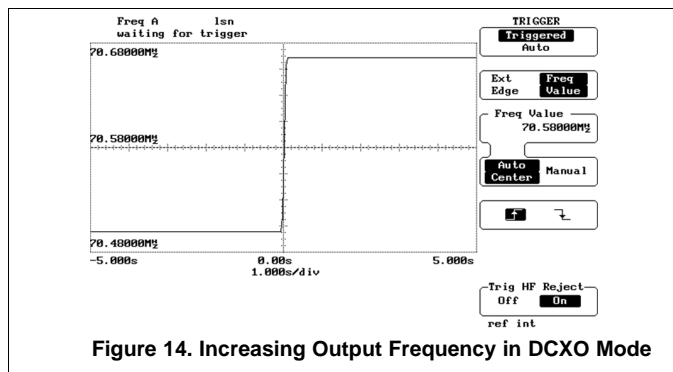 Freq A lsn
waiting for trigger
70.68000MHz
70.58000MHz
70.48000MHz
-5.000s 0.00s 5.000s
1.000s/div
TRIGGER
Triggered
Auto
Ext Freq
Edge Value
Freq Value
70.58000MHz
Auto Center Manual
Trig HF Reject
Off On
ref int
Figure 14. Increasing Output Frequency in DCXO Mode